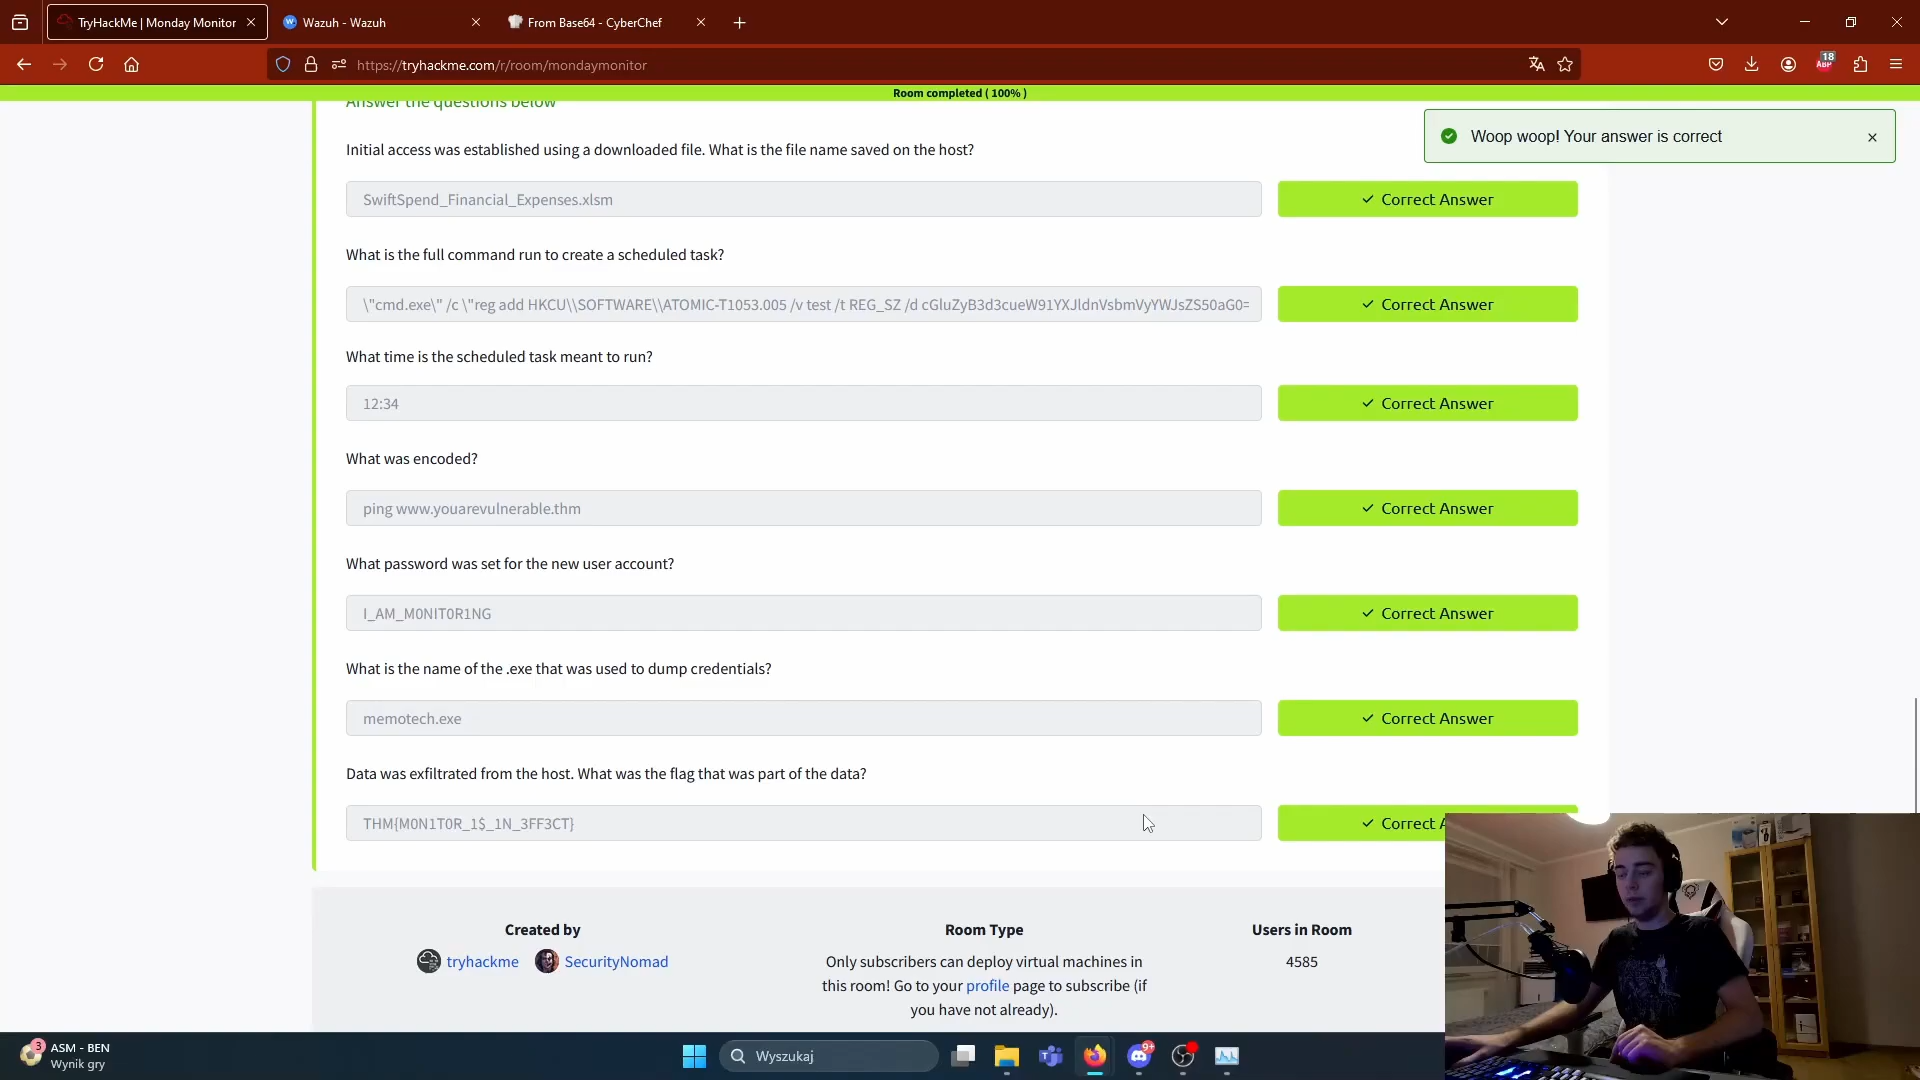 TryHackMe | Monday Monitor
Wazuh - Wazuh
From Base64 - CyberChef
https://tryhackme.com/r/room/mondaymonitor
18
ABP
Room completed ( 100% )
Answer the questions below
Woop woop! Your answer is correct
Initial access was established using a downloaded file. What is the file name saved on the host?
SwiftSpend_Financial_Expenses.xlsm
Correct Answer
What is the full command run to create a scheduled task?
\"cmd.exe\" /c \"reg add HKCU\\SOFTWARE\\ATOMIC-T1053.005 /v test /t REG_SZ /d cGluZyB3d3cueW91YXJldnVsbmVyYWJsZS50aG0=
Correct Answer
What time is the scheduled task meant to run?
12:34
Correct Answer
What was encoded?
ping www.youarevulnerable.thm
Correct Answer
What password was set for the new user account?
I_AM_M0NIT0R1NG
Correct Answer
What is the name of the .exe that was used to dump credentials?
memotech.exe
Correct Answer
Data was exfiltrated from the host. What was the flag that was part of the data?
THM{M0N1T0R_1$_1N_3FF3CT}
Correct A
Created by
tryhackme
SecurityNomad
Room Type
Only subscribers can deploy virtual machines in
this room! Go to your profile page to subscribe (if
you have not already).
Users in Room
4585
3
ASM - BEN
Wynik gry
Wyszukaj
9+